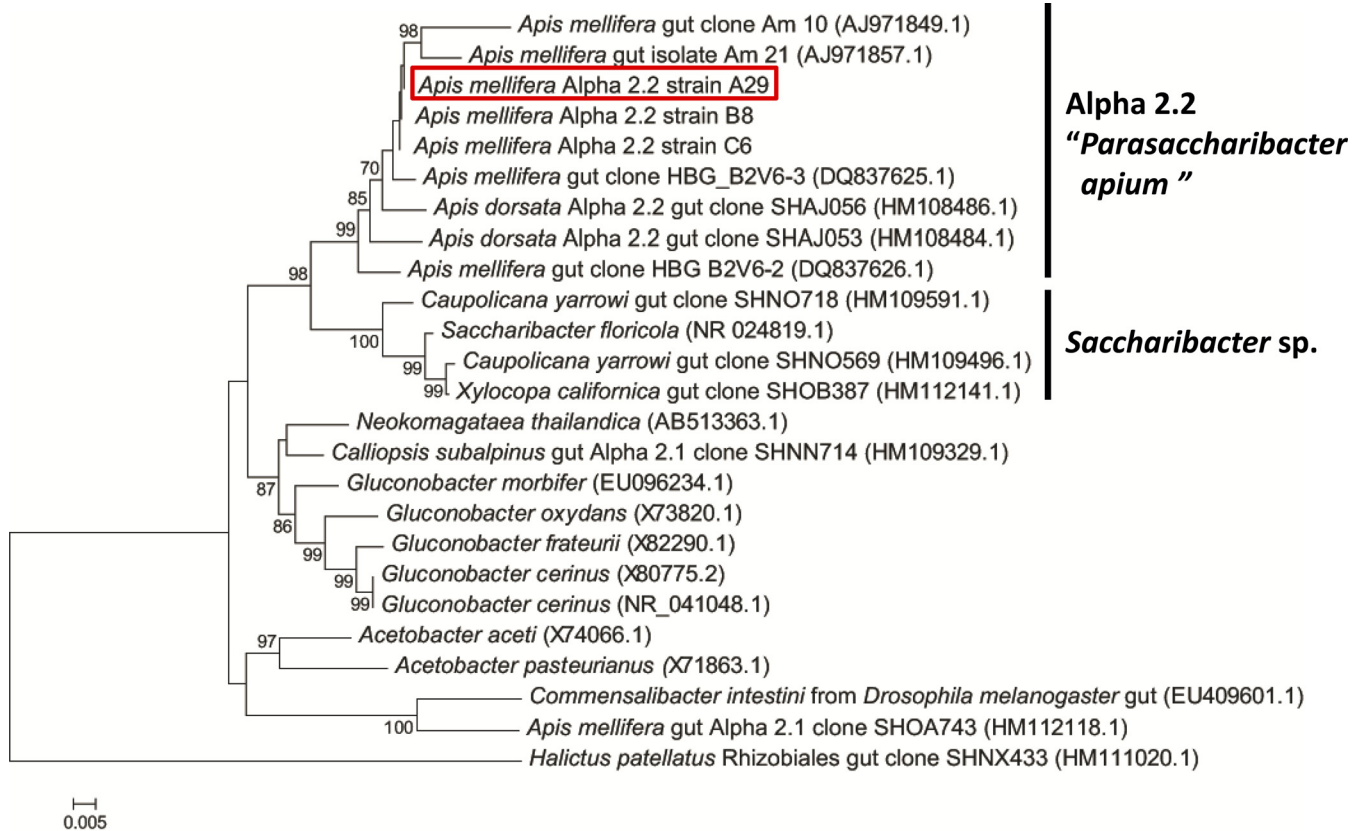 98
Apis mellifera gut clone Am 10 (AJ971849.1)
Apis mellifera gut isolate Am 21 (AJ971857.1)
Apis mellifera Alpha 2.2 strain A29
Apis mellifera Alpha 2.2 strain B8
Apis mellifera Alpha 2.2 strain C6
70
Apis mellifera gut clone HBG_B2V6-3 (DQ837625.1)
85
Apis dorsata Alpha 2.2 gut clone SHAJ056 (HM108486.1)
99
Apis dorsata Alpha 2.2 gut clone SHAJ053 (HM108484.1)
98
Apis mellifera gut clone HBG B2V6-2 (DQ837626.1)
Alpha 2.2
“Parasaccharibacter
apium ”
Caupolicana yarrowi gut clone SHNO718 (HM109591.1)
100
Saccharibacter floricola (NR 024819.1)
99
Caupolicana yarrowi gut clone SHNO569 (HM109496.1)
99
Xylocopa californica gut clone SHOB387 (HM112141.1)
Saccharibacter sp.
Neokomagataea thailandica (AB513363.1)
Calliopsis subalpinus gut Alpha 2.1 clone SHNN714 (HM109329.1)
87
Gluconobacter morbifer (EU096234.1)
86
Gluconobacter oxydans (X73820.1)
99
Gluconobacter frateurii (X82290.1)
99
Gluconobacter cerinus (X80775.2)
99
Gluconobacter cerinus (NR_041048.1)
97
Acetobacter aceti (X74066.1)
Acetobacter pasteurianus (X71863.1)
Commensalibacter intestini from Drosophila melanogaster gut (EU409601.1)
100
Apis mellifera gut Alpha 2.1 clone SHOA743 (HM112118.1)
Halictus patellatus Rhizobiales gut clone SHNX433 (HM111020.1)
0.005